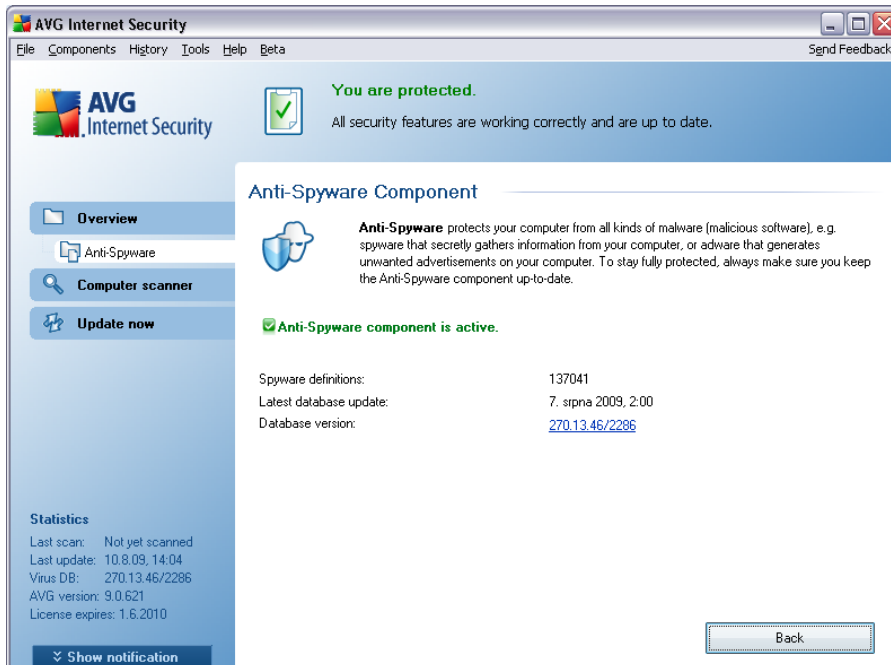 AVG Internet Security
File Components History Tools Help Beta Send Feedback
AVG
Internet Security
You are protected.
All security features are working correctly and are up to date.
Overview
Anti-Spyware
Computer scanner
Update now
Anti-Spyware Component
Anti-Spyware protects your computer from all kinds of malware (malicious software), e.g.
spyware that secretly gathers information from your computer, or adware that generates
unwanted advertisements on your computer. To stay fully protected, always make sure you keep
the Anti-Spyware component up-to-date.
Anti-Spyware component is active.
Spyware definitions: 137041
Latest database update: 7. srpna 2009, 2:00
Database version: 270.13.46/2286
Statistics
Last scan: Not yet scanned
Last update: 10.8.09, 14:04
Virus DB: 270.13.46/2286
AVG version: 9.0.621
License expires: 1.6.2010
Show notification
Back